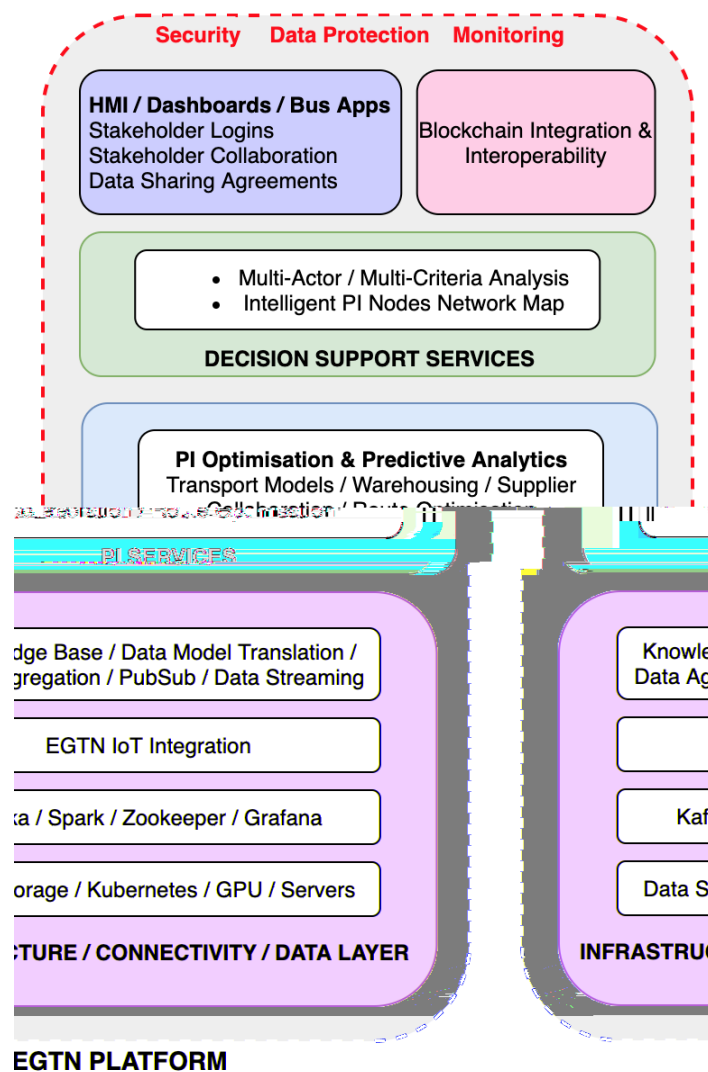 Security Data Protection Monitoring
HMI / Dashboards / Bus Apps
Stakeholder Logins
Stakeholder Collaboration
Data Sharing Agreements
Blockchain Integration &
Interoperability
• Multi-Actor / Multi-Criteria Analysis
• Intelligent PI Nodes Network Map
DECISION SUPPORT SERVICES
PI Optimisation & Predictive Analytics
Transport Models / Warehousing / Supplier
Collaboration / Route Optimisation
PI SERVICES
dge Base / Data Model Translation /
gregation / PubSub / Data Streaming
Knowle
Data Ag
EGTN IoT Integration
ka / Spark / Zookeeper / Grafana
Kaf
orage / Kubernetes / GPU / Servers
Data S
CTURE / CONNECTIVITY / DATA LAYER
INFRASTRUC
EGTN PLATFORM